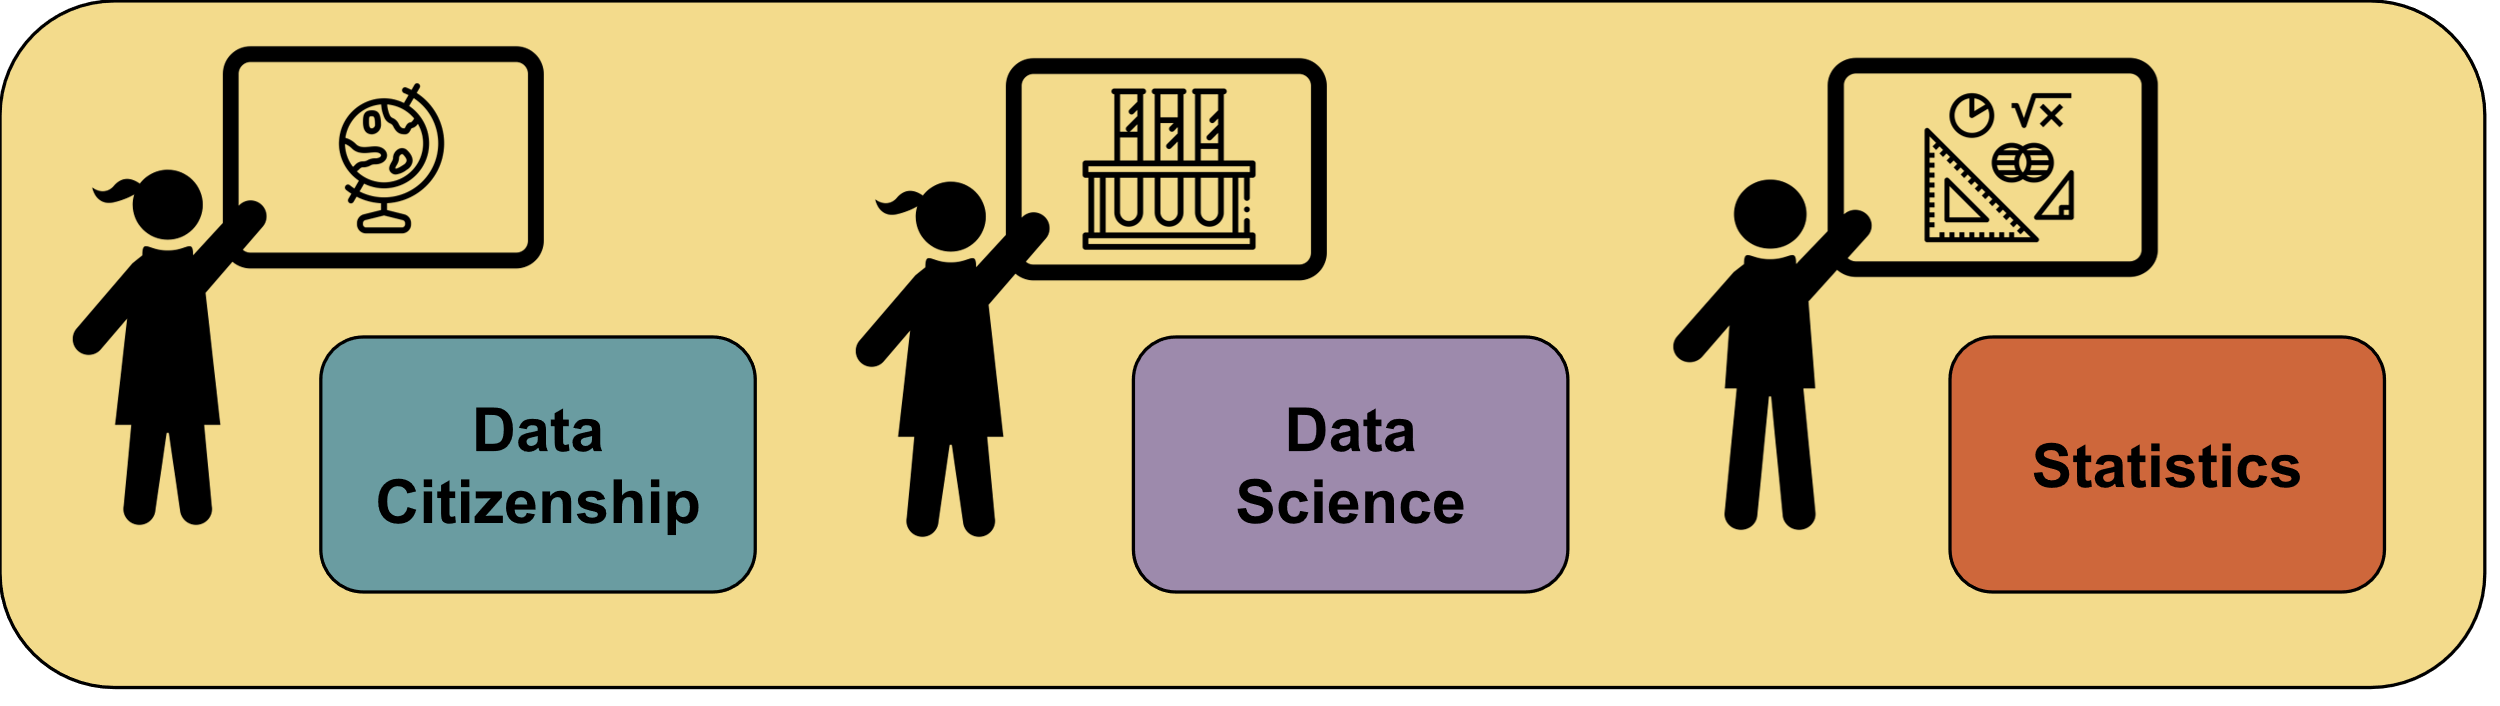 Data
Citizenship
Data
Science
Statistics